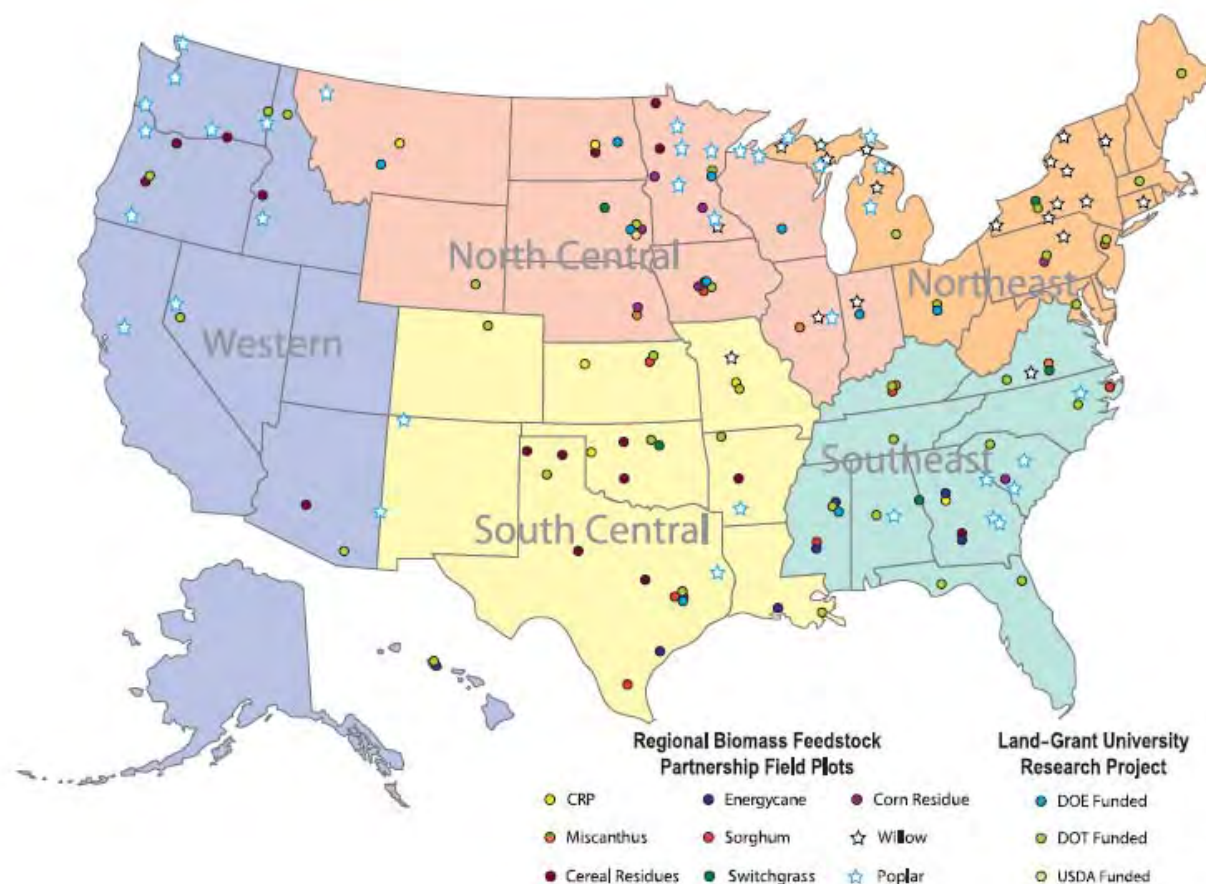 North Central
Northeast
Western
Southeast
South Central
Regional Biomass Feedstock
Partnership Field Plots
Land-Grant University
Research Project
CRP
Energycane
Corn Residue
DOE Funded
Miscanthus
Sorghum
Willow
DOT Funded
Cereal Residues
Switchgrass
Poplar
USDA Funded